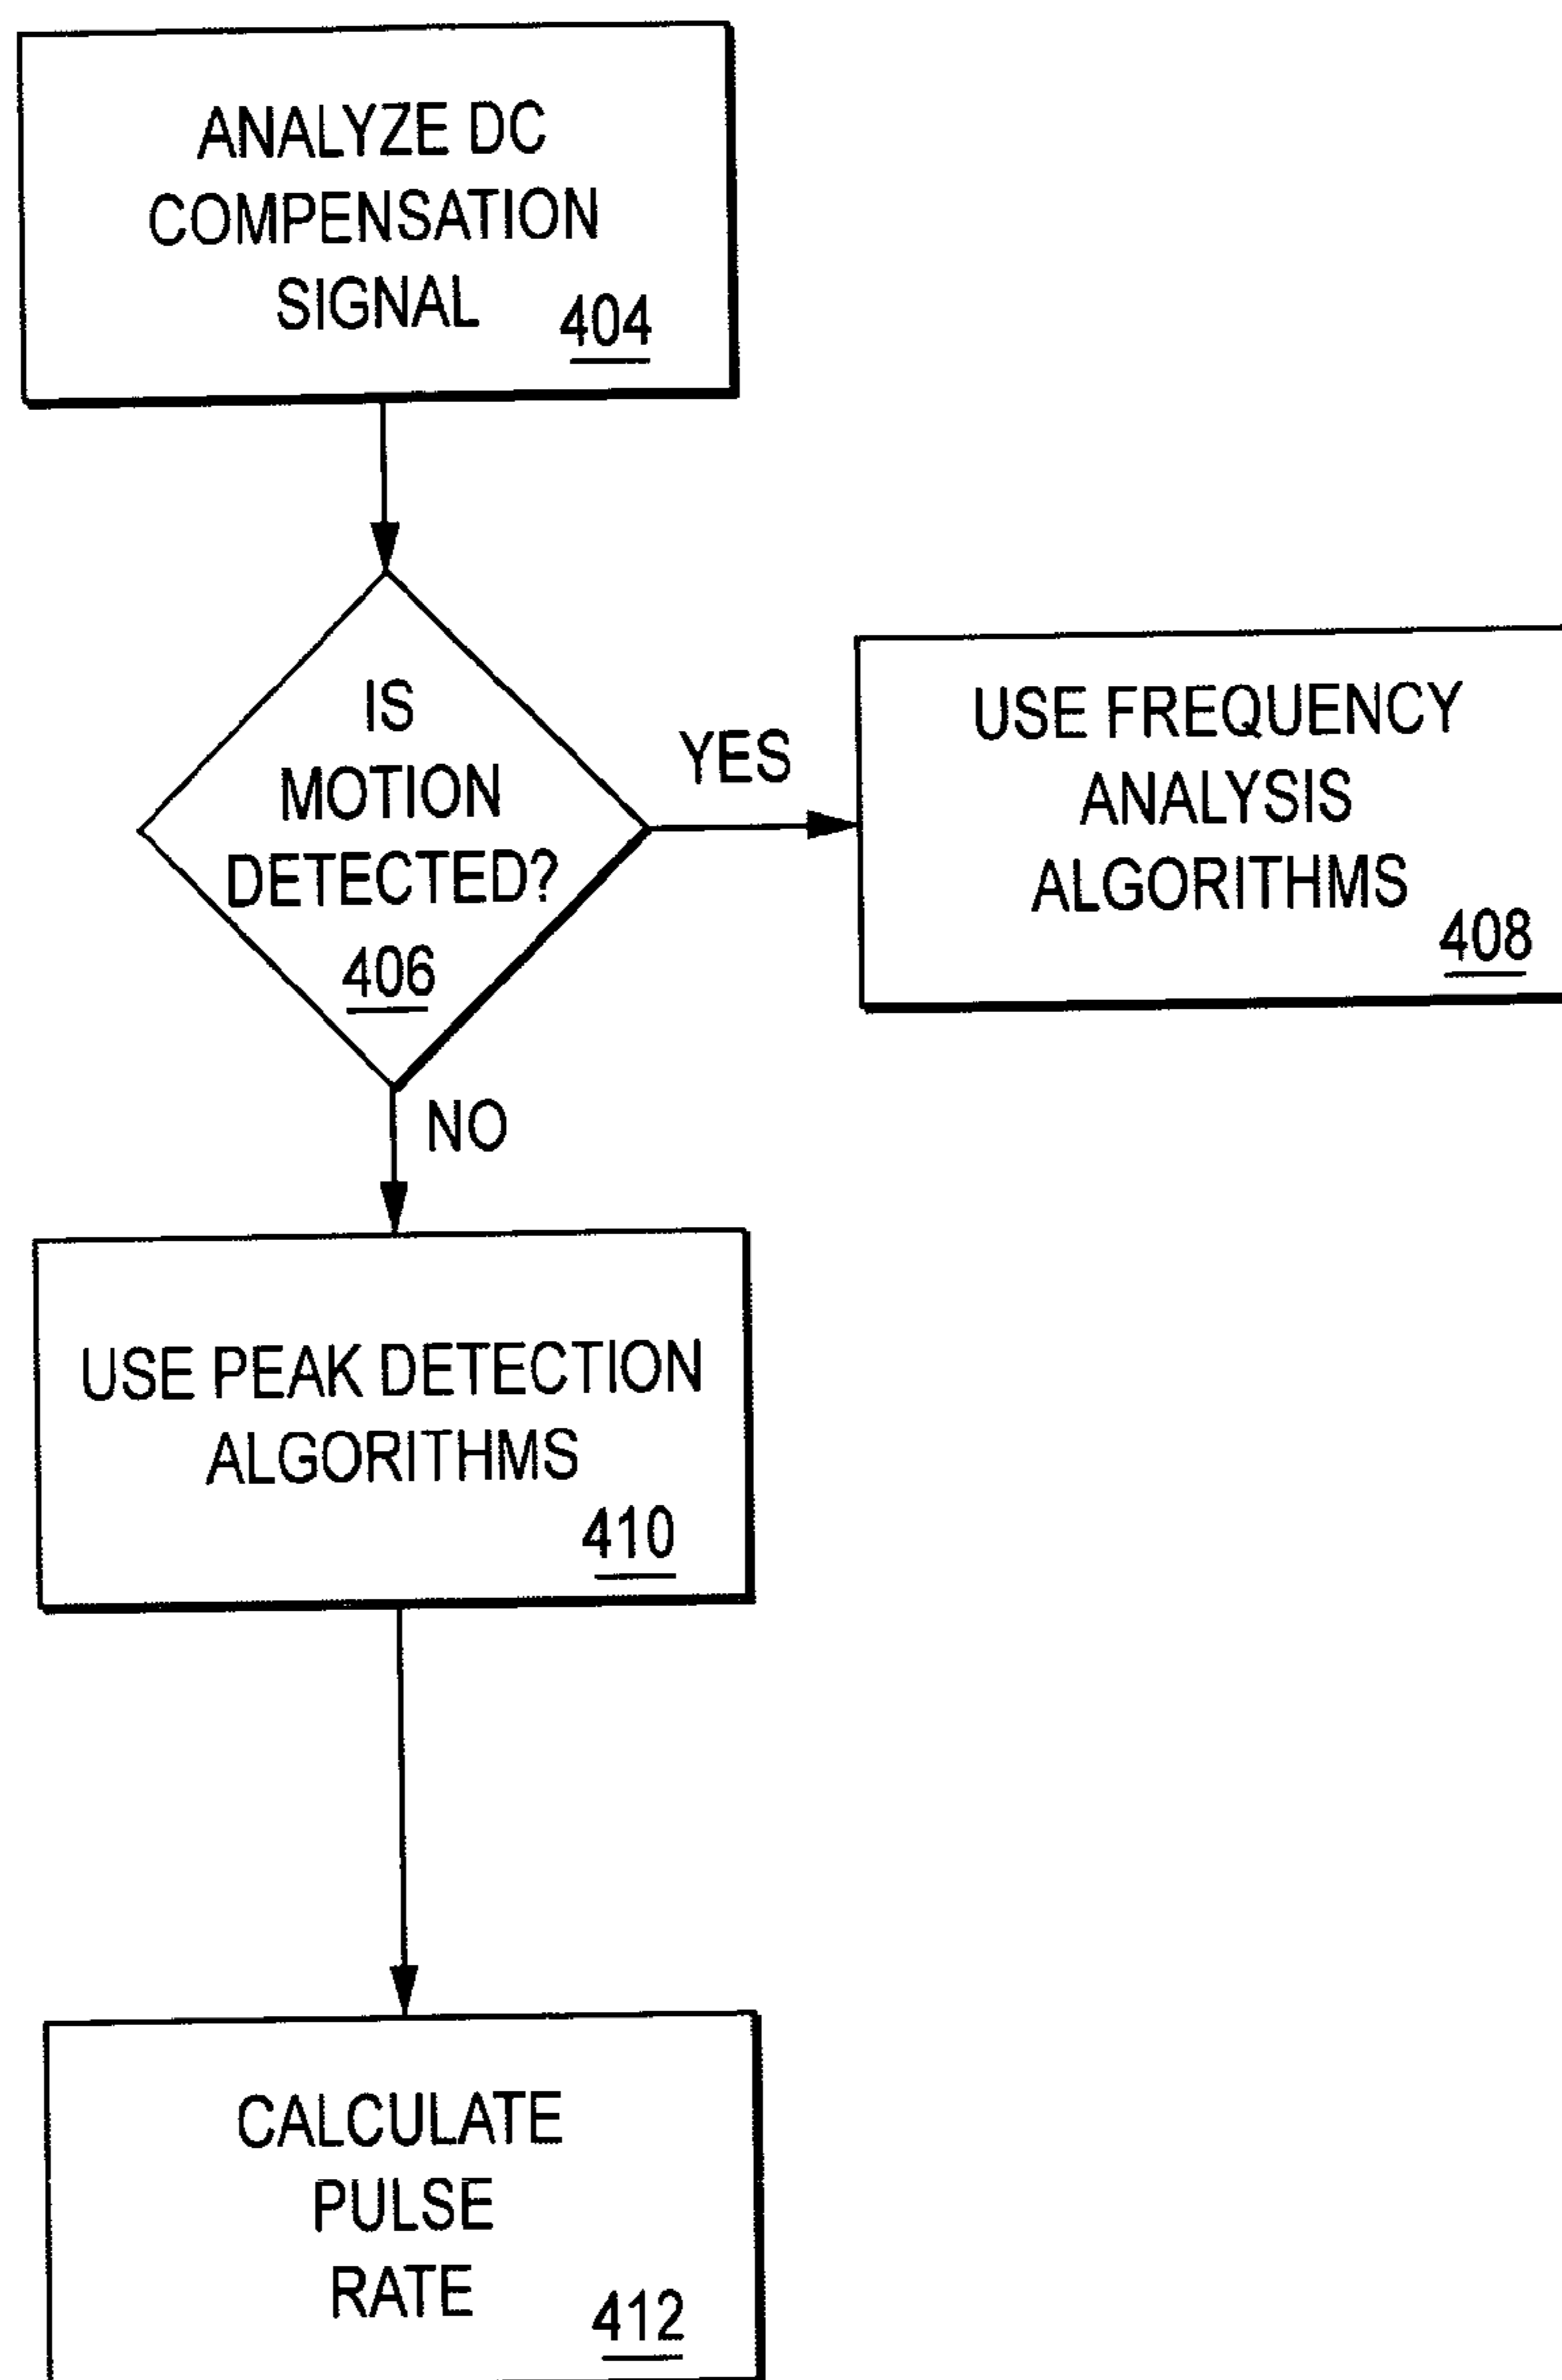 ANALYZE DC
COMPENSATION
SIGNAL
404
IS
MOTION
DETECTED?
406
YES
USE FREQUENCY
ANALYSIS
ALGORITHMS
408
NO
USE PEAK DETECTION
ALGORITHMS
410
CALCULATE
PULSE
RATE
412